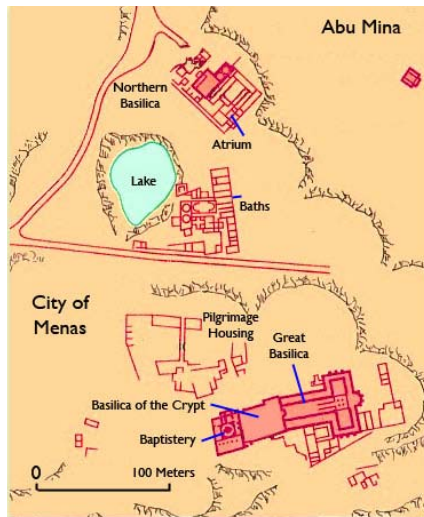 Abu Mina
Northern
Basilica
Atrium
Lake
Baths
City of
Menas
Pilgrimage
Housing
Great
Basilica
Basilica of the Crypt
Baptistery
0
100 Meters